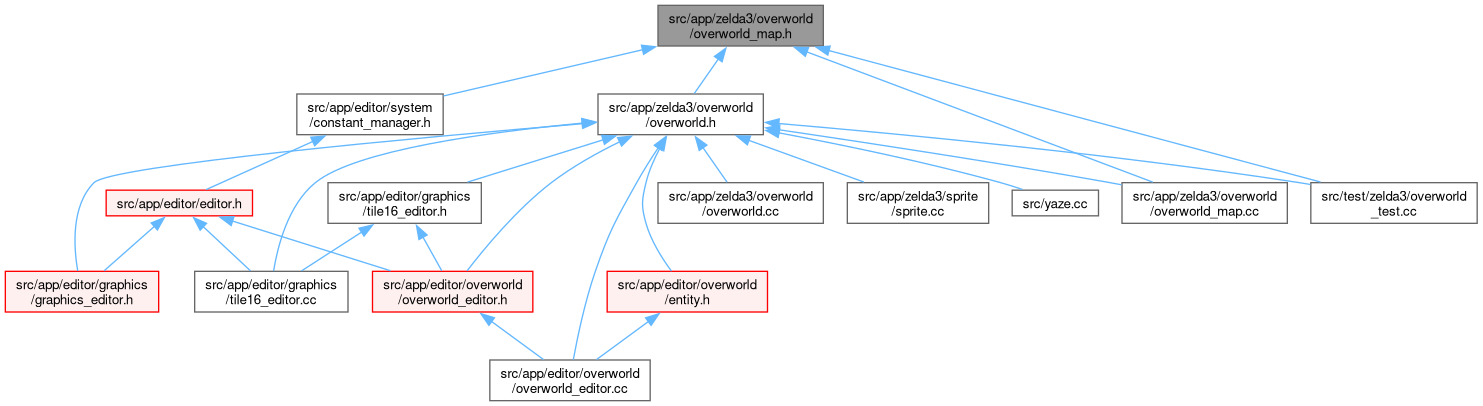 src/app/zelda3/overworld
/overworld_map.h
src/app/editor/system
/constant_manager.h
src/app/zelda3/overworld
/overworld.h
src/app/editor/editor.h
src/app/editor/graphics
/tile16_editor.h
src/app/zelda3/overworld
/overworld.cc
src/app/zelda3/sprite
/sprite.cc
src/yaze.cc
src/app/zelda3/overworld
/overworld_map.cc
src/test/zelda3/overworld
_test.cc
src/app/editor/graphics
/graphics_editor.h
src/app/editor/graphics
/tile16_editor.cc
src/app/editor/overworld
/overworld_editor.h
src/app/editor/overworld
/entity.h
src/app/editor/overworld
/overworld_editor.cc